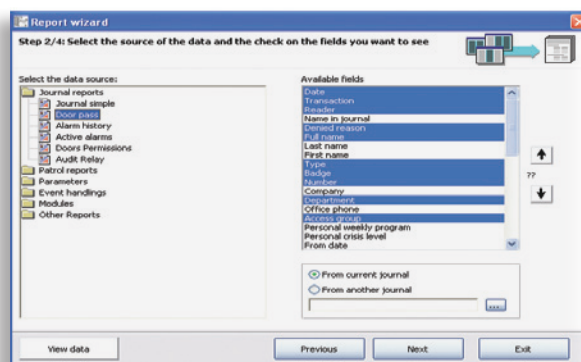 Report wizard
Step 2/4: Select the source of the data and the check on the fields you want to see
Select the data source:
Journal reports
Journal simple
Door pass
Alarm history
Active alarms
Doors Permissions
Audit Relay
Patrol reports
Parameters
Event handlings
Modules
Other Reports
Available fields
Date
Transaction
Reader
Name in journal
Denied reason
Full name
Last name
First name
Type
Badge
Number
Company
Department
Office phone
Access group
Personal weekly program
Personal crisis level
From date
??
From current journal
From another journal
...
View data
Previous
Next
Exit